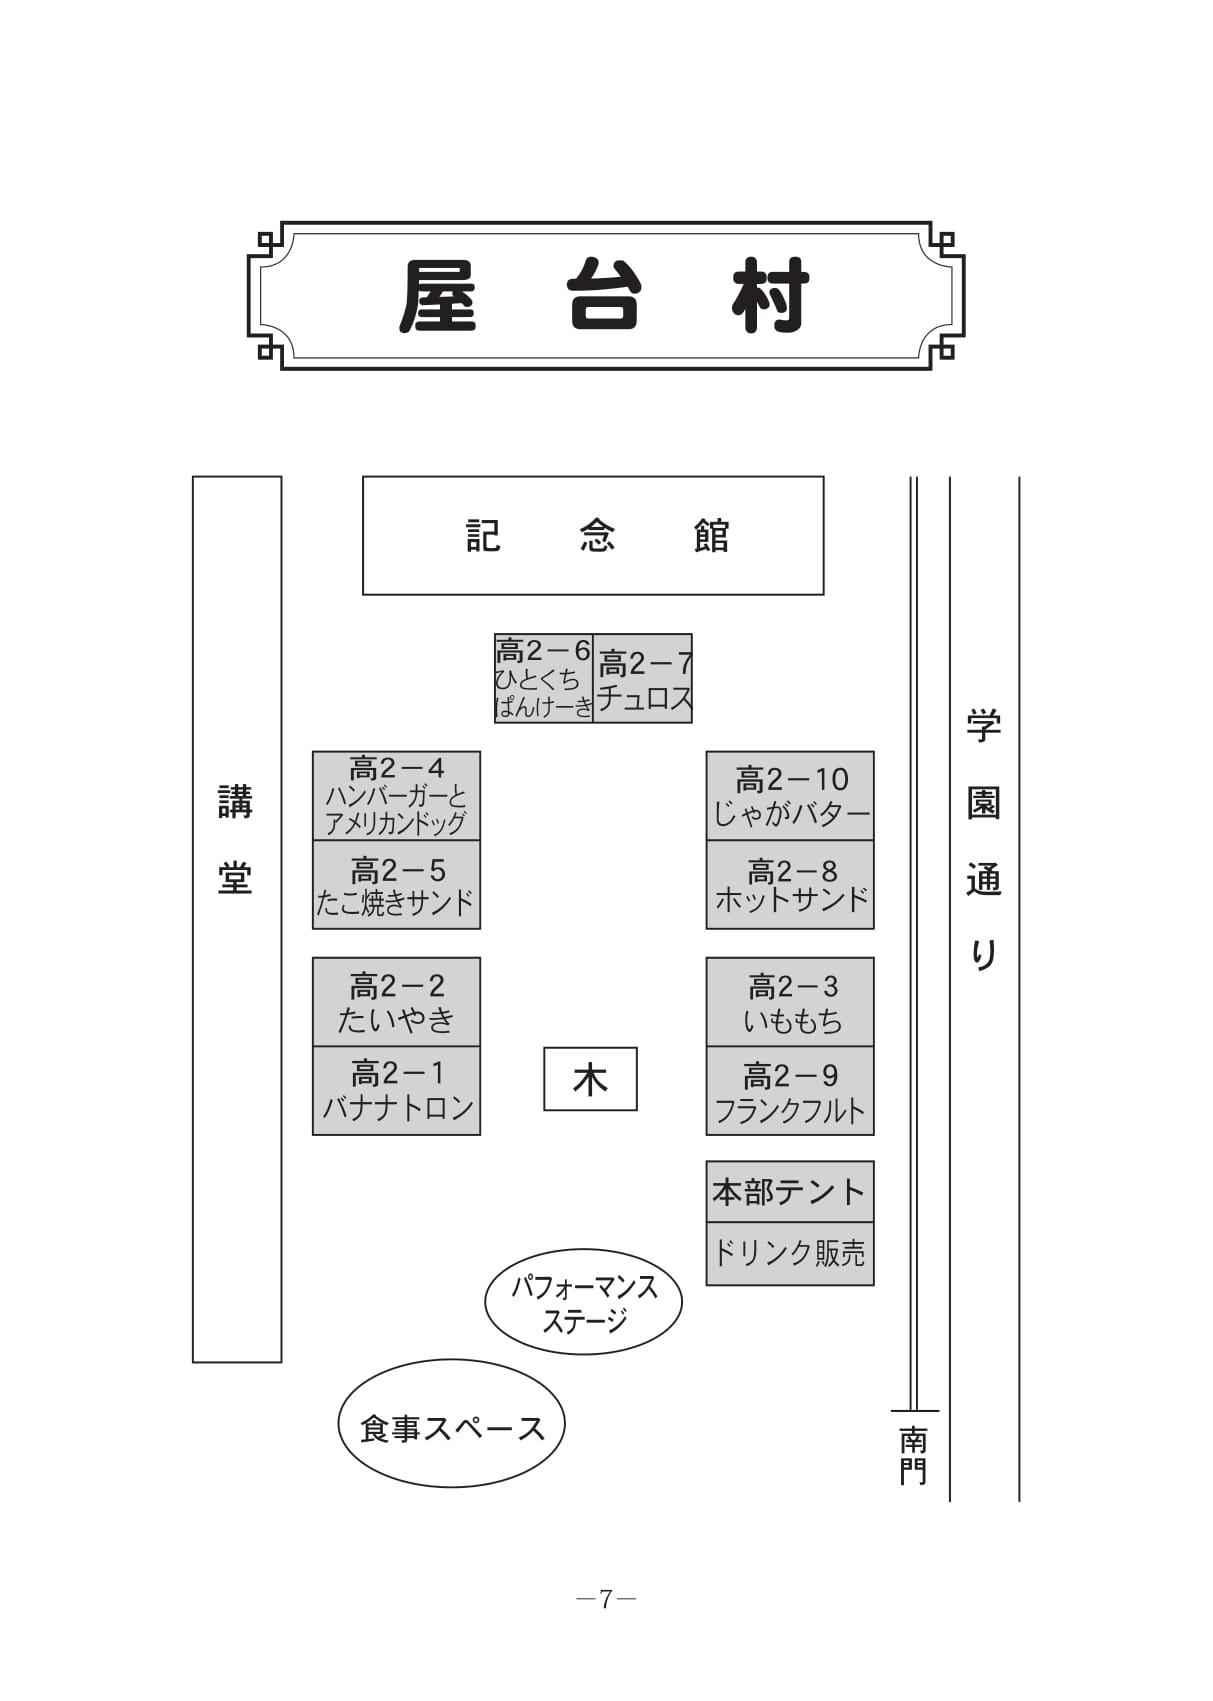 屋台村
記念館
高2－6
ひとくち
ぱんけーき
高2－7
チュロス
講堂
高2－4
ハンバーガーと
アメリカンドッグ
高2－5
たこ焼きサンド
高2－10
じゃがバター
高2－8
ホットサンド
学園通り
高2－2
たいやき
高2－1
バナナトロン
木
高2－3
いももち
高2－9
フランクフルト
本部テント
ドリンク販売
パフォーマンス
ステージ
食事スペース
南門
―7―